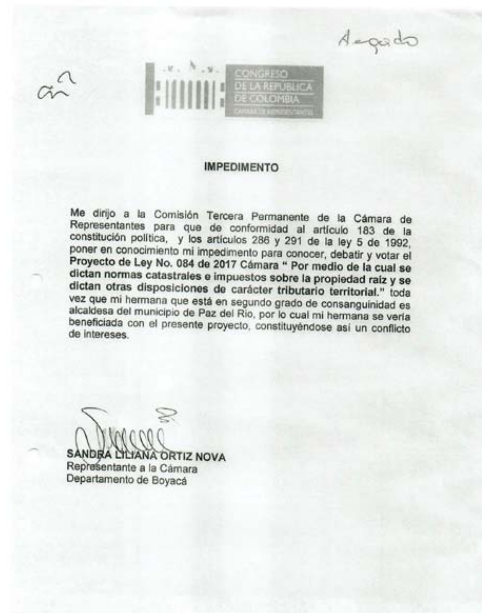 CONGRESO
DE LA REPÚBLICA
DE COLOMBIA
CÁMARA DE REPRESENTANTES
IMPEDIMENTO
Me dirijo a la Comisión Tercera Permanente de la Cámara de
Representantes para que de conformidad al artículo 183 de la
constitución política, y los artículos 286 y 291 de la ley 5 de 1992,
poner en conocimiento mi impedimento para conocer, debatir y votar el
Proyecto de Ley No. 084 de 2017 Cámara " Por medio de la cual se
dictan normas catastrales e impuestos sobre la propiedad raíz y se
dictan otras disposiciones de carácter tributario territorial." toda
vez que mi hermana que está en segundo grado de consanguinidad es
alcaldesa del municipio de Paz del Rio, por lo cual mi hermana se vería
beneficiada con el presente proyecto, constituyéndose así un conflicto
de intereses.
SANDRA LILIANA ORTIZ NOVA
Representante a la Cámara
Departamento de Boyacá